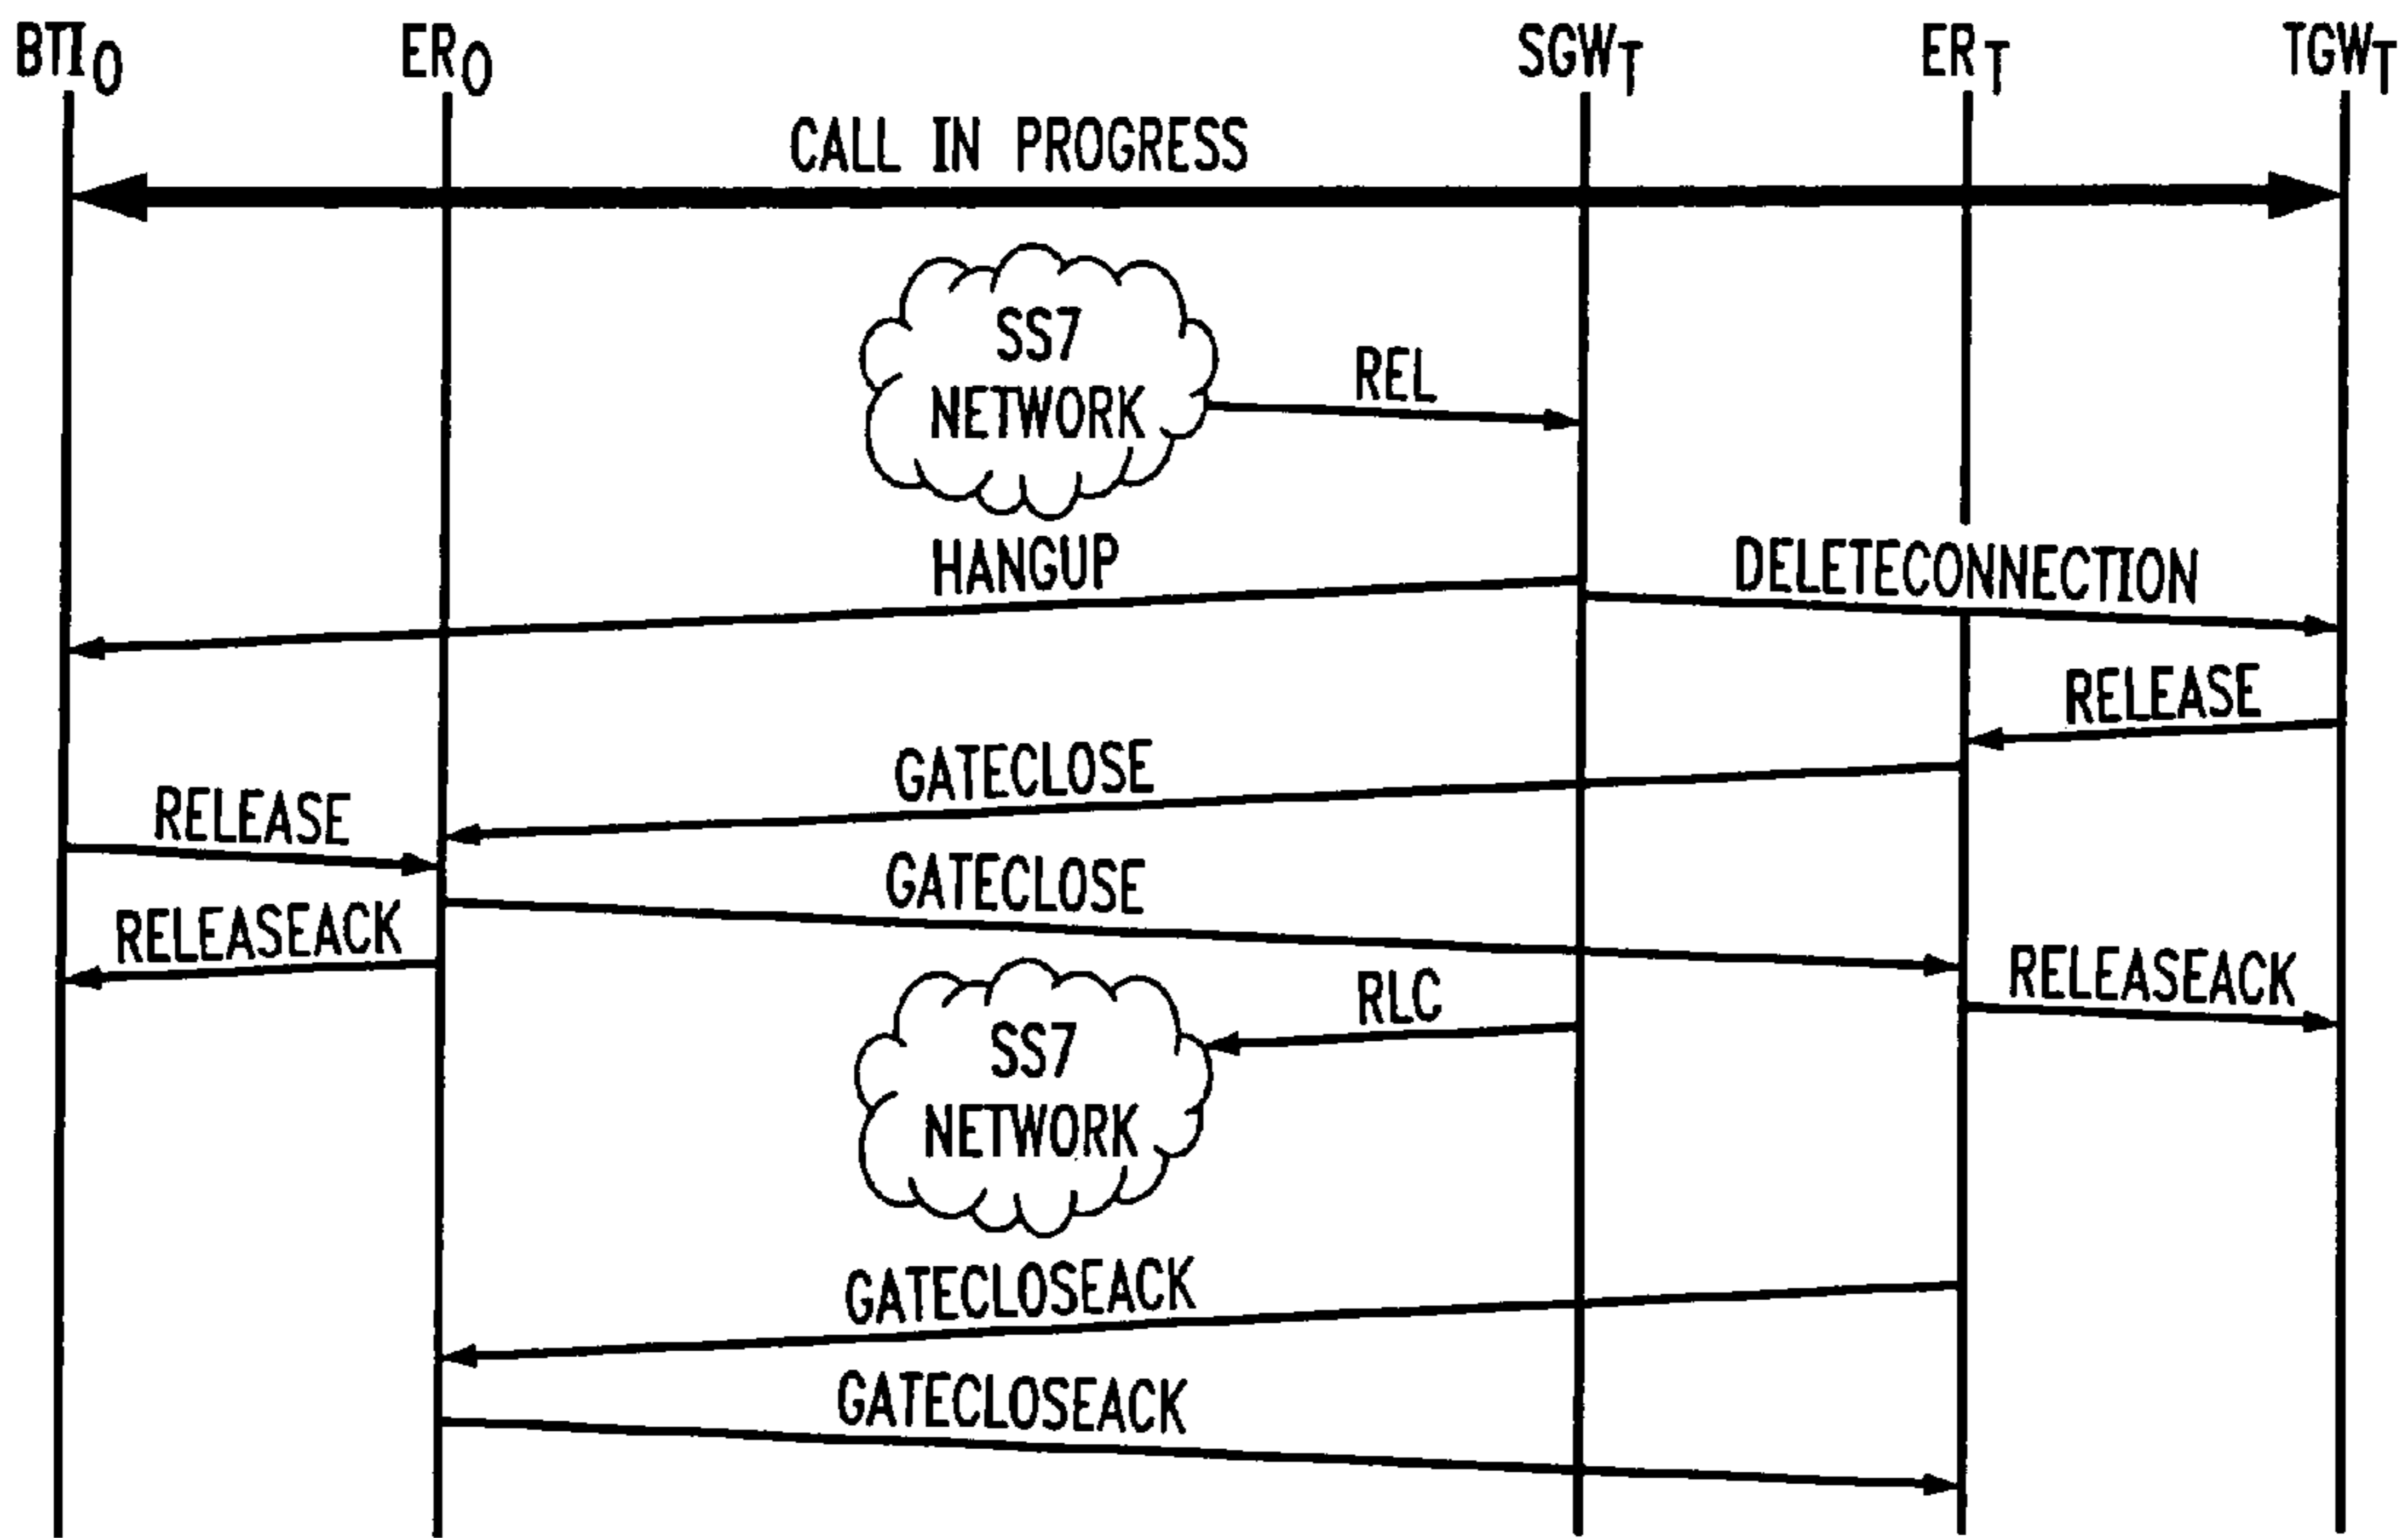 BTIO ERO SGWT ERT TGWT
CALL IN PROGRESS
SS7
NETWORK
REL
HANGUP
DELETECONNECTION
RELEASE
GATECLOSE
RELEASE
GATECLOSE
RELEASEACK
RELEASEACK
RLC
SS7
NETWORK
GATECLOSEACK
GATECLOSEACK